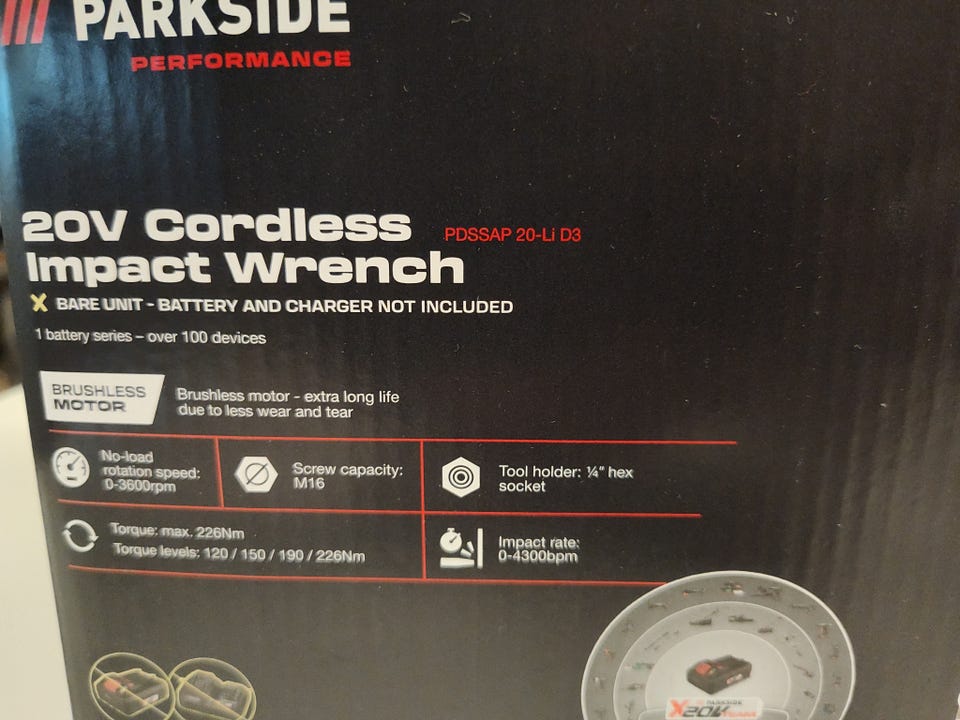 PARKSIDE
PERFORMANCE
20V Cordless PDSSAP 20-Li D3
Impact Wrench
X BARE UNIT - BATTERY AND CHARGER NOT INCLUDED
1 battery series – over 100 devices
BRUSHLESS
MOTOR
Brushless motor - extra long life
due to less wear and tear
No-load
rotation speed:
0-3600rpm
Screw capacity:
M16
Tool holder: ¼" hex
socket
Torque: max. 226Nm
Torque levels: 120 / 150 / 190 / 226Nm
Impact rate:
0-4300bpm
PARKSIDE
X20V TEAM